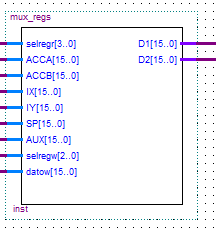 mux_regs
selregr[3..0] D1[15..0]
ACCA[15..0] D2[15..0]
ACCB[15..0]
IX[15..0]
IY[15..0]
SP[15..0]
AUX[15..0]
selregw[2..0]
datow[15..0]
inst